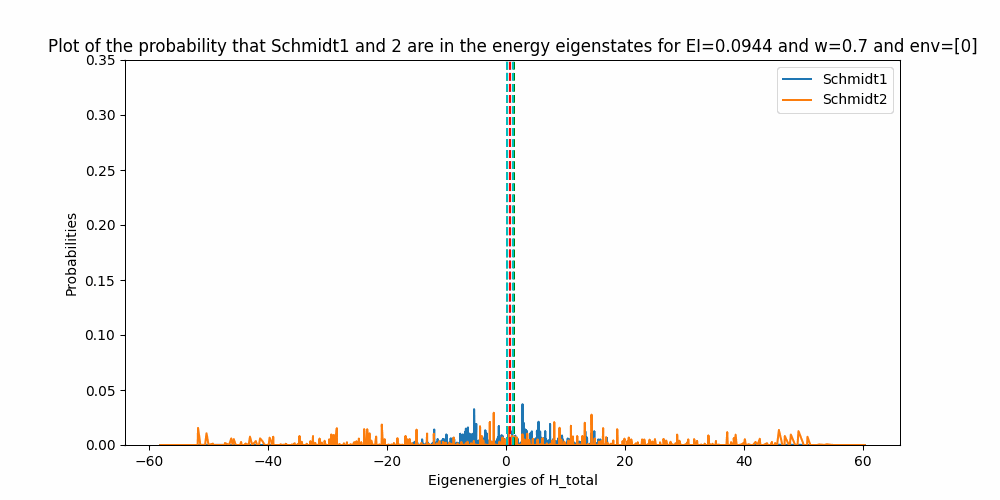 Plot of the probability that Schmidt1 and 2 are in the energy eigenstates for EI=0.0944 and w=0.7 and env=[0]
0.35
0.30
0.25
0.20
0.15
0.10
0.05
0.00
Probabilities
Schmidt1
Schmidt2
−60 −40 −20 0 20 40 60
Eigenenergies of H_total